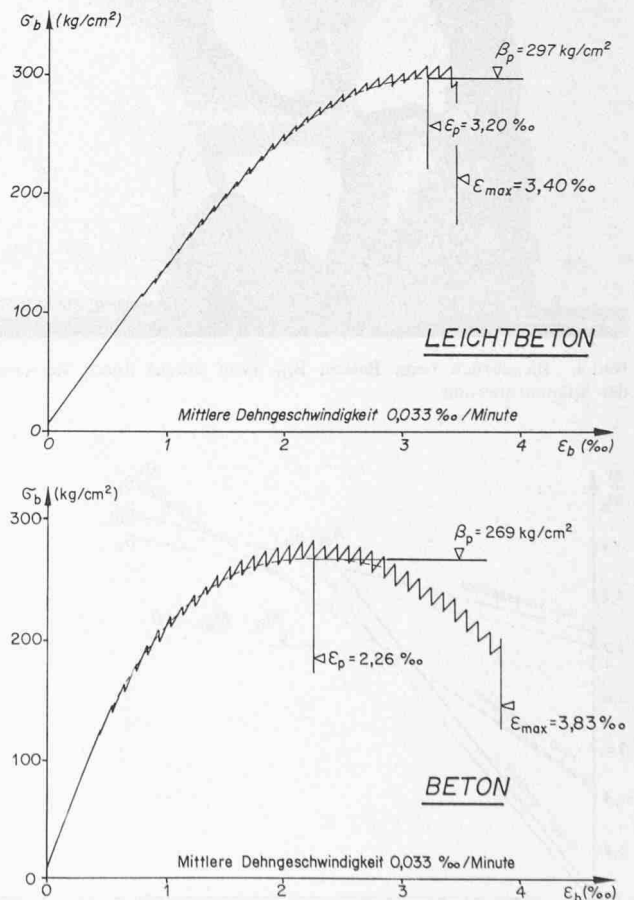 σb (kg/cm²)
βp = 297 kg/cm²
300
εp = 3,20 ‰
200
εmax = 3,40 ‰
100
LEICHTBETON
Mittlere Dehngeschwindigkeit 0,033 ‰/Minute
0
0 1 2 3 4
εb (‰)
σb (kg/cm²)
300
βp = 269 kg/cm²
200
εp = 2,26 ‰
εmax = 3,83 ‰
100
BETON
Mittlere Dehngeschwindigkeit 0,033 ‰/Minute
0
0 1 2 3 4
εb (‰)